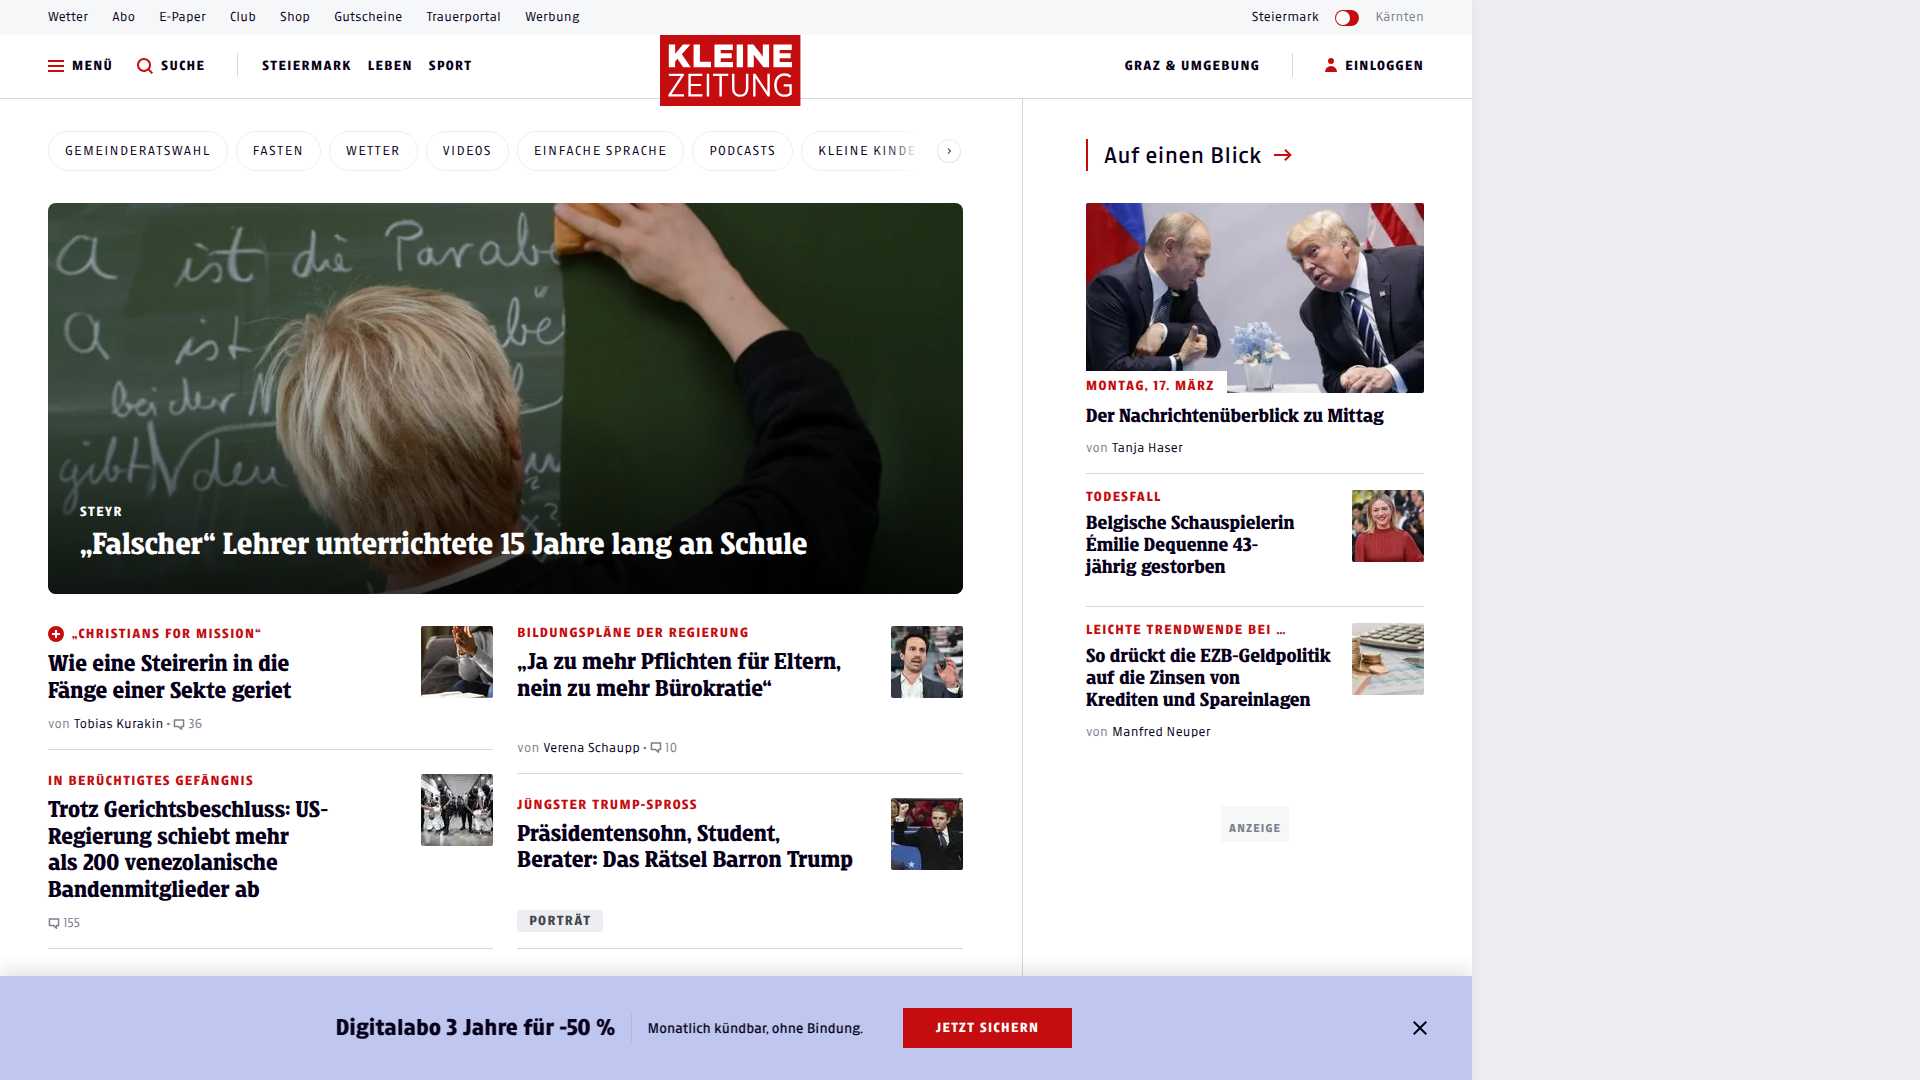 Wetter Abo E-Paper Club Shop Gutscheine Trauerportal Werbung Steiermark Kärnten
MENÜ SUCHE STEIERMARK LEBEN SPORT KLEINE ZEITUNG GRAZ & UMGEBUNG EINLOGGEN
GEMEINDERATSWAHL FASTEN WETTER VIDEOS EINFACHE SPRACHE PODCASTS KLEINE KINDE
A ist die Parabe
A ist abe
bei der N
gibt den
x?
STEYR
„Falscher“ Lehrer unterrichtete 15 Jahre lang an Schule
„CHRISTIANS FOR MISSION“
Wie eine Steirerin in die
Fänge einer Sekte geriet
von Tobias Kurakin • 36
IN BERÜCHTIGTES GEFÄNGNIS
Trotz Gerichtsbeschluss: US-
Regierung schiebt mehr
als 200 venezolanische
Bandenmitglieder ab
155
BILDUNGSPLÄNE DER REGIERUNG
„Ja zu mehr Pflichten für Eltern,
nein zu mehr Bürokratie“
von Verena Schaupp • 10
JÜNGSTER TRUMP-SPROSS
Präsidentensohn, Student,
Berater: Das Rätsel Barron Trump
PORTRÄT
Auf einen Blick
MONTAG, 17. MÄRZ
Der Nachrichtenüberblick zu Mittag
von Tanja Haser
TODESFALL
Belgische Schauspielerin
Émilie Dequenne 43-
jährig gestorben
LEICHTE TRENDWENDE BEI ...
So drückt die EZB-Geldpolitik
auf die Zinsen von
Krediten und Spareinlagen
von Manfred Neuper
ANZEIGE
Digitalabo 3 Jahre für -50 % Monatlich kündbar, ohne Bindung. JETZT SICHERN